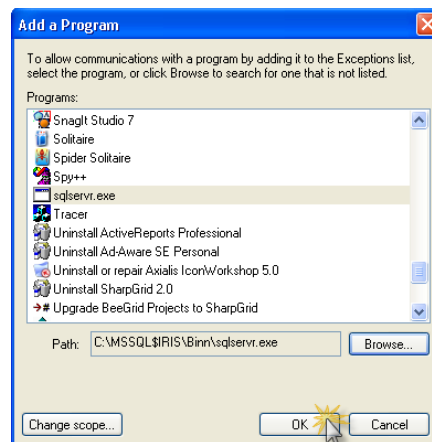 Add a Program
To allow communications with a program by adding it to the Exceptions list,
select the program, or click Browse to search for one that is not listed.
Programs:
SnagIt Studio 7
Solitaire
Spider Solitaire
Spy++
sqlservr.exe
Tracer
Uninstall ActiveReports Professional
Uninstall Ad-Aware SE Personal
Uninstall or repair Axialis IconWorkshop 5.0
Uninstall SharpGrid 2.0
Upgrade BeeGrid Projects to SharpGrid
Path: C:\MSSQL$IRIS\Binn\sqlservr.exe Browse...
Change scope... OK Cancel